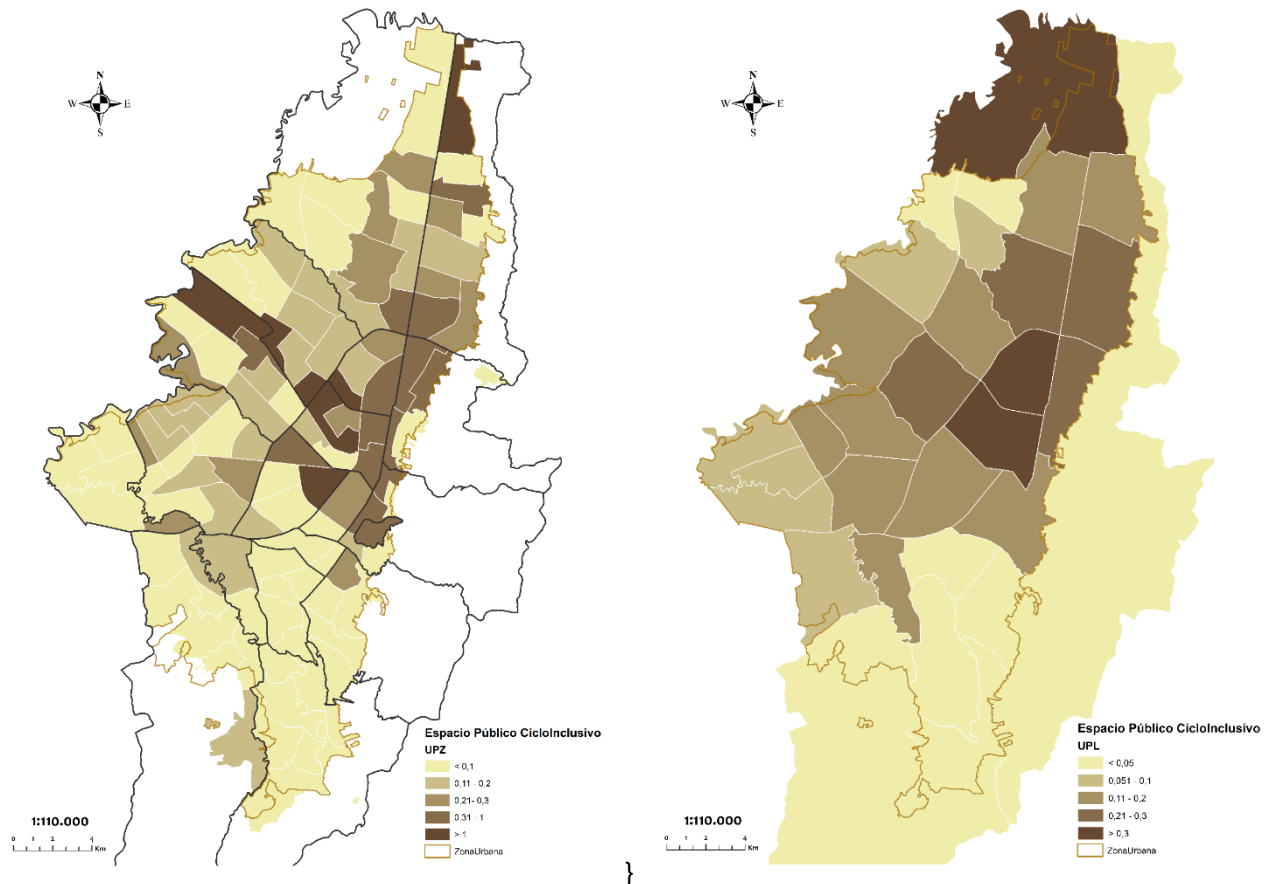 N
W E
S
Espacio Público CicloInclusivo
UPZ
< 0,1
0,11 - 0,2
0,21- 0,3
0,31 - 1
> 1
ZonaUrbana
1:110.000
0 1 2 4
Km
N
W E
S
Espacio Público CicloInclusivo
UPL
< 0,05
0,051 - 0,1
0,11 - 0,2
0,21 - 0,3
> 0,3
ZonaUrbana
1:110.000
0 1 2 4
Km
}